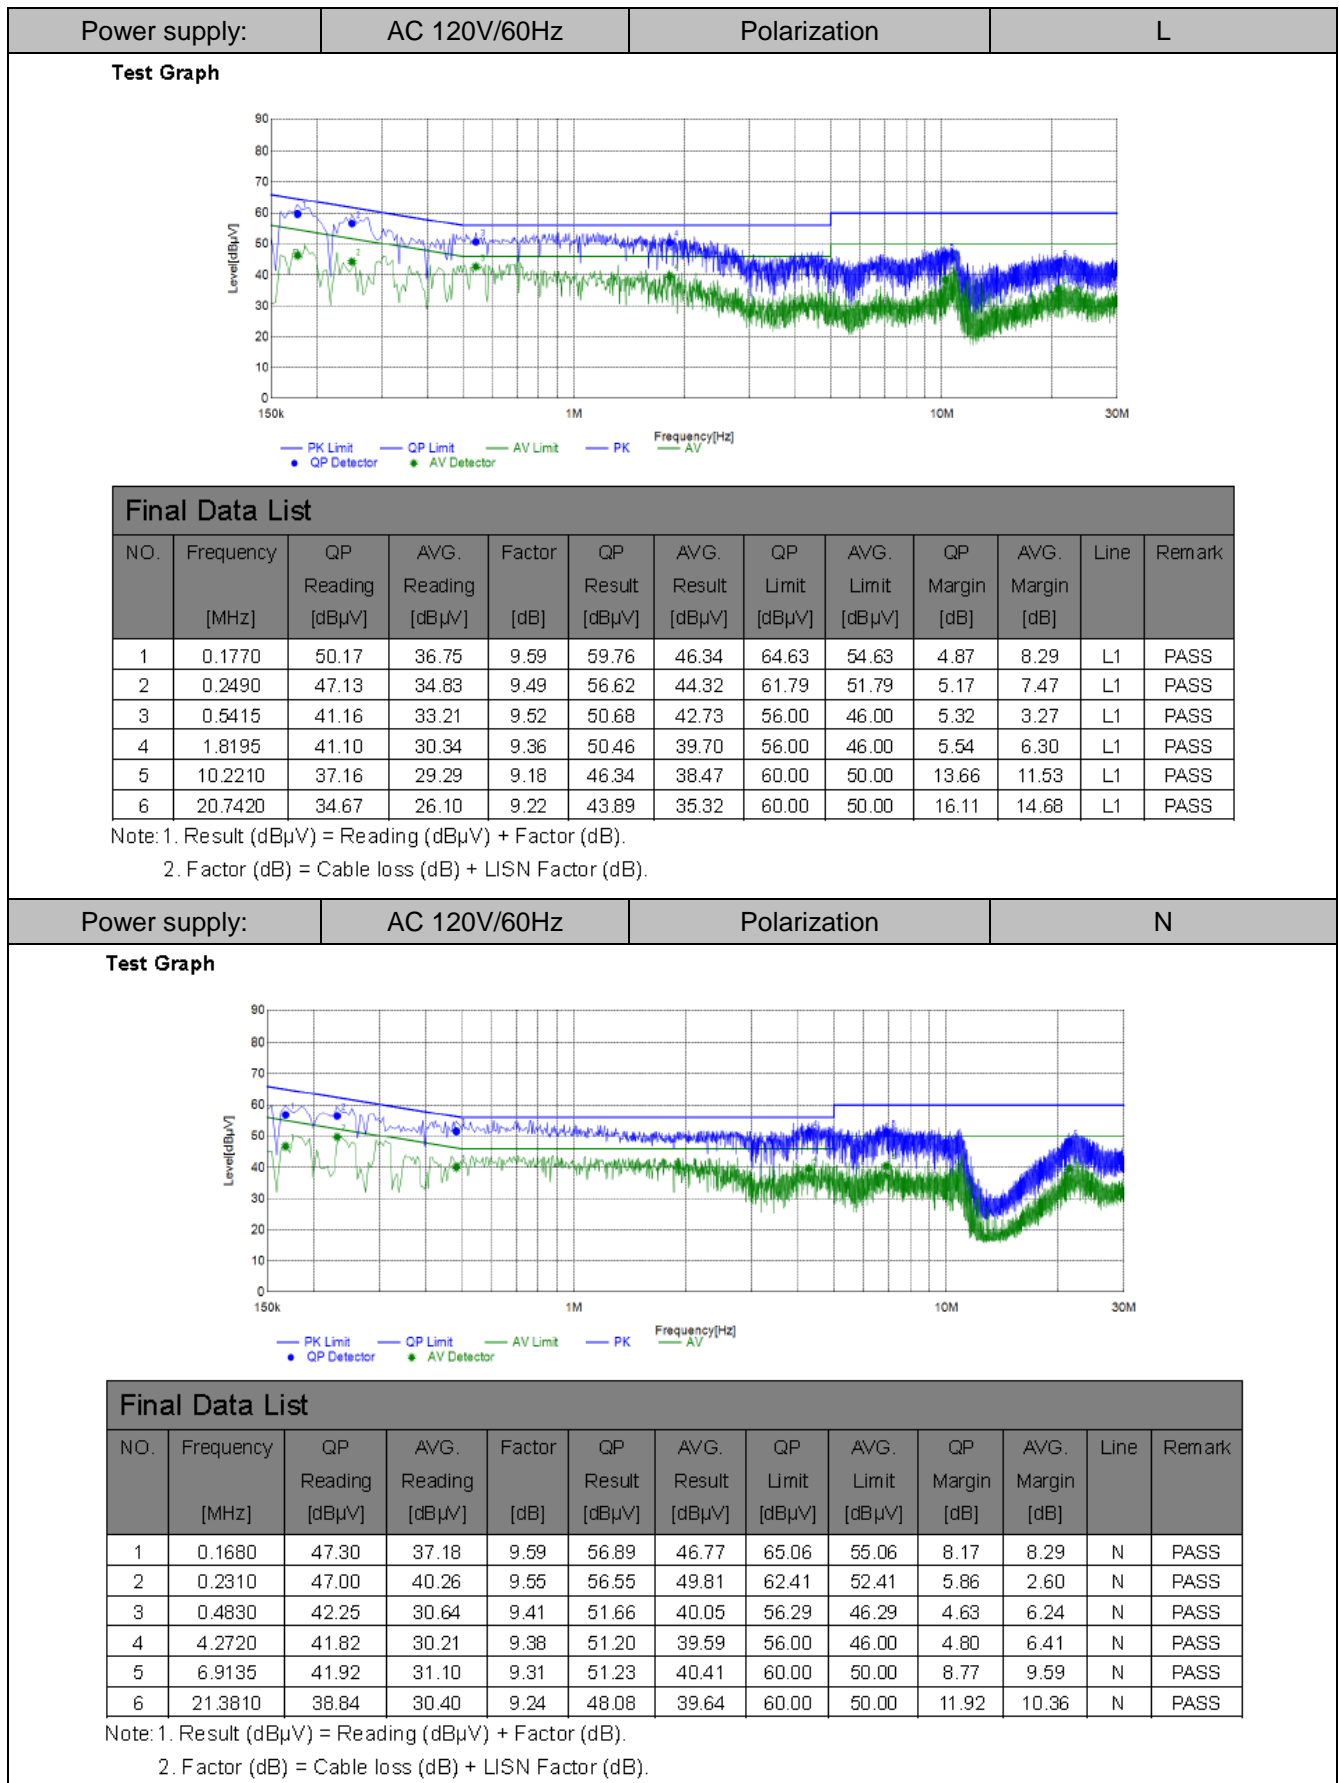 Power supply: AC 120V/60Hz Polarization L
Test Graph
90
80
70
60
50
40
30
20
10
0
Level[dBμV]
150k 1M 10M 30M
Frequency[Hz]
PK Limit QP Limit AV Limit PK AV
QP Detector AV Detector
Final Data List
NO. Frequency QP AVG. Factor QP AVG. QP AVG. QP AVG. Line Remark
Reading Reading Result Result Limit Limit Margin Margin
[MHz] [dBμV] [dBμV] [dB] [dBμV] [dBμV] [dBμV] [dBμV] [dB] [dB]
1 0.1770 50.17 36.75 9.59 59.76 46.34 64.63 54.63 4.87 8.29 L1 PASS
2 0.2490 47.13 34.83 9.49 56.62 44.32 61.79 51.79 5.17 7.47 L1 PASS
3 0.5415 41.16 33.21 9.52 50.68 42.73 56.00 46.00 5.32 3.27 L1 PASS
4 1.8195 41.10 30.34 9.36 50.46 39.70 56.00 46.00 5.54 6.30 L1 PASS
5 10.2210 37.16 29.29 9.18 46.34 38.47 60.00 50.00 13.66 11.53 L1 PASS
6 20.7420 34.67 26.10 9.22 43.89 35.32 60.00 50.00 16.11 14.68 L1 PASS
Note: 1. Result (dBμV) = Reading (dBμV) + Factor (dB).
2. Factor (dB) = Cable loss (dB) + LISN Factor (dB).
Power supply: AC 120V/60Hz Polarization N
Test Graph
90
80
70
60
50
40
30
20
10
0
Level[dBμV]
150k 1M 10M 30M
Frequency[Hz]
PK Limit QP Limit AV Limit PK AV
QP Detector AV Detector
Final Data List
NO. Frequency QP AVG. Factor QP AVG. QP AVG. QP AVG. Line Remark
Reading Reading Result Result Limit Limit Margin Margin
[MHz] [dBμV] [dBμV] [dB] [dBμV] [dBμV] [dBμV] [dBμV] [dB] [dB]
1 0.1680 47.30 37.18 9.59 56.89 46.77 65.06 55.06 8.17 8.29 N PASS
2 0.2310 47.00 40.26 9.55 56.55 49.81 62.41 52.41 5.86 2.60 N PASS
3 0.4830 42.25 30.64 9.41 51.66 40.05 56.29 46.29 4.63 6.24 N PASS
4 4.2720 41.82 30.21 9.38 51.20 39.59 56.00 46.00 4.80 6.41 N PASS
5 6.9135 41.92 31.10 9.31 51.23 40.41 60.00 50.00 8.77 9.59 N PASS
6 21.3810 38.84 30.40 9.24 48.08 39.64 60.00 50.00 11.92 10.36 N PASS
Note: 1. Result (dBμV) = Reading (dBμV) + Factor (dB).
2. Factor (dB) = Cable loss (dB) + LISN Factor (dB).